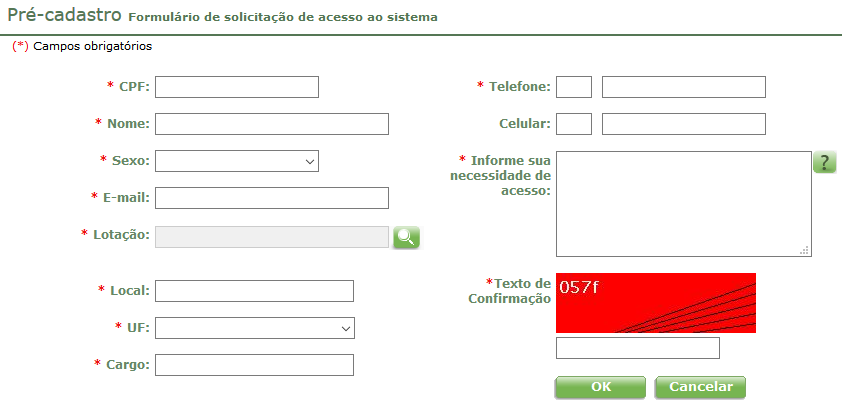 Pré-cadastro Formulário de solicitação de acesso ao sistema
(*) Campos obrigatórios
* CPF:
* Nome:
* Sexo:
* E-mail:
* Lotação:
* Local:
* UF:
* Cargo:
* Telefone:
Celular:
* Informe sua
necessidade de
acesso:
?
*Texto de
Confirmação
057f
OK
Cancelar